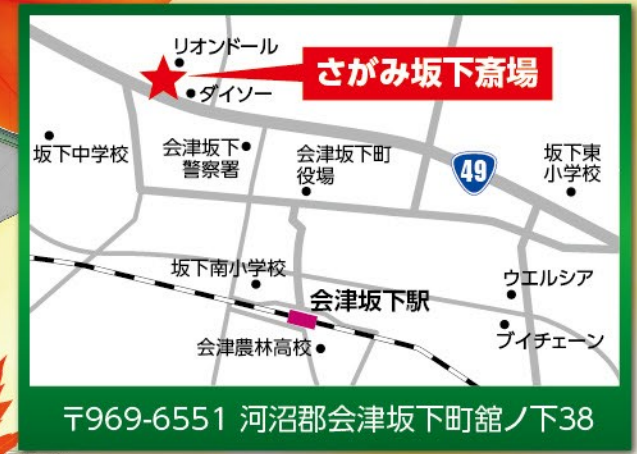 リオンドール
さがみ坂下斎場
ダイソー
坂下中学校
会津坂下
警察署
会津坂下町
役場
49
坂下東
小学校
坂下南小学校
会津坂下駅
ウエルシア
ブイチェーン
会津農林高校
〒969-6551 河沼郡会津坂下町舘ノ下38